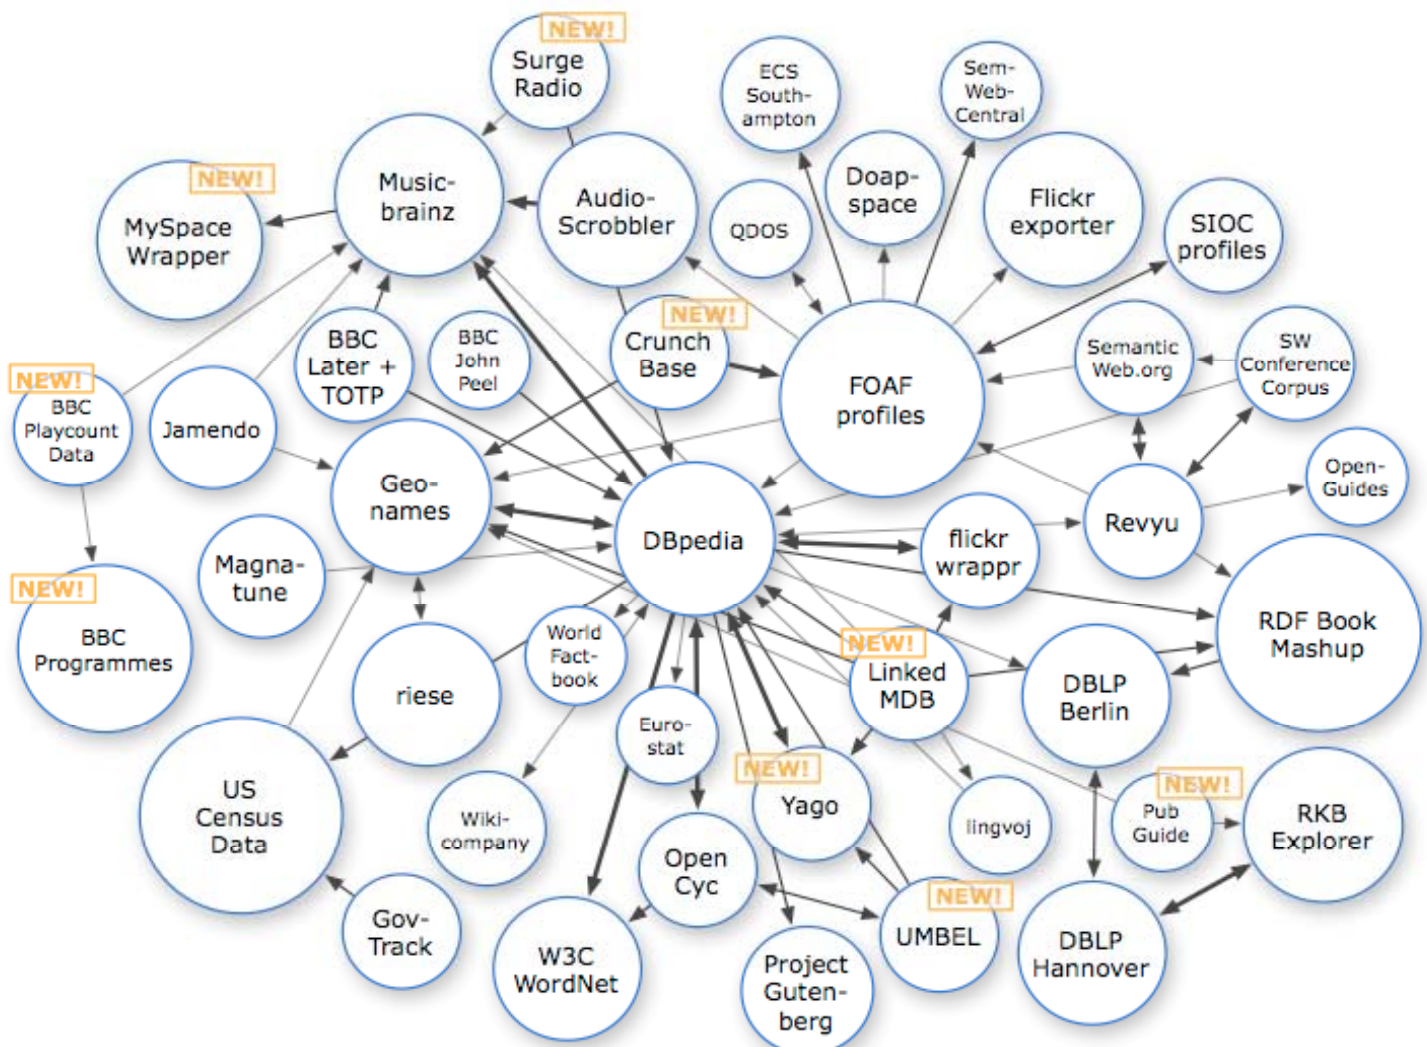 NEW!
Surge
Radio
ECS
South-
ampton
Sem-
Web-
Central
NEW!
MySpace
Wrapper
Music-
brainz
Audio-
Scrobbler
QDOS
Doap-
space
Flickr
exporter
SIOC
profiles
NEW!
BBC
Playcount
Data
Jamendo
BBC
Later +
TOTP
BBC
John
Peel
NEW!
Crunch
Base
FOAF
profiles
Semantic
Web.org
SW
Conference
Corpus
Geo-
names
DBpedia
flickr
wrappr
Revyu
Open-
Guides
Magna-
tune
NEW!
BBC
Programmes
riese
World
Fact-
book
NEW!
Linked
MDB
DBLP
Berlin
RDF Book
Mashup
US
Census
Data
Wiki-
company
Euro-
stat
NEW!
Yago
lingvoj
NEW!
Pub
Guide
RKB
Explorer
Gov-
Track
W3C
WordNet
Open
Cyc
Project
Guten-
berg
NEW!
UMBEL
DBLP
Hannover